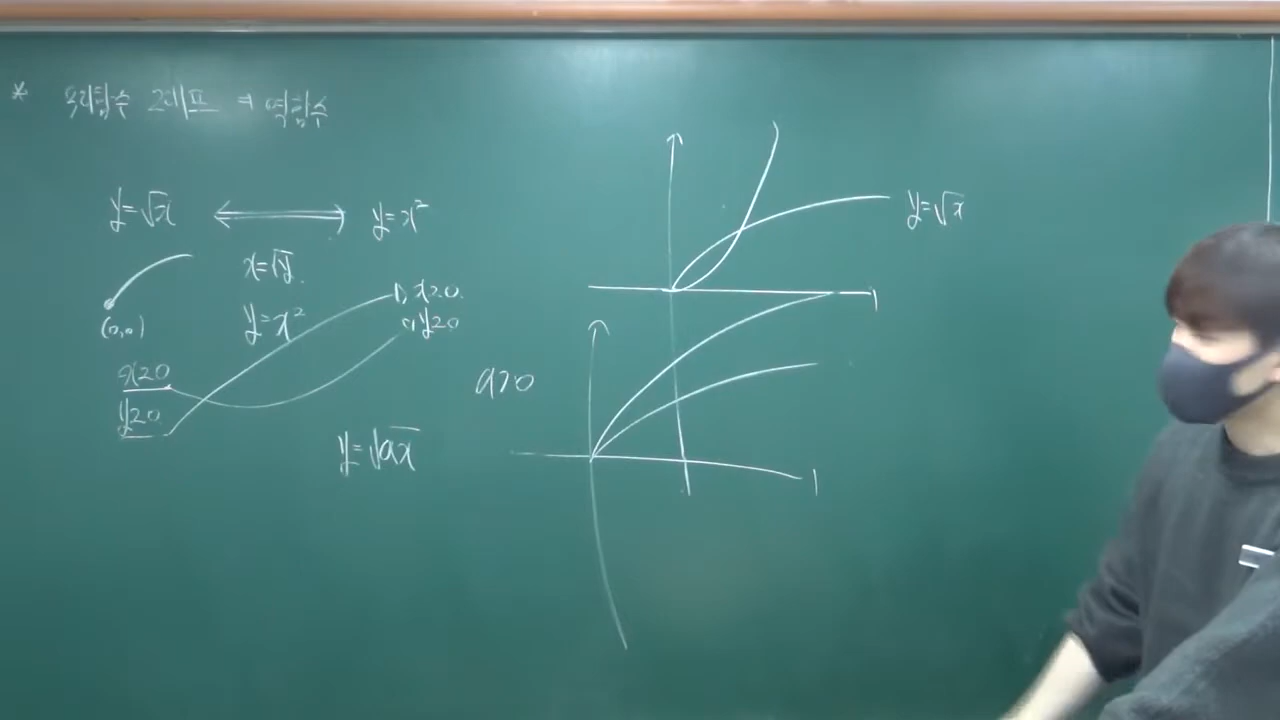 * 무리함수 그래프 ⇒ 역함수
y=√x ⟷ y=x²
x=√y.
(0,0)
y=x²
x≥0.
y≥0
x≥0
y≥0.
y=√ax
y=√x
a>0